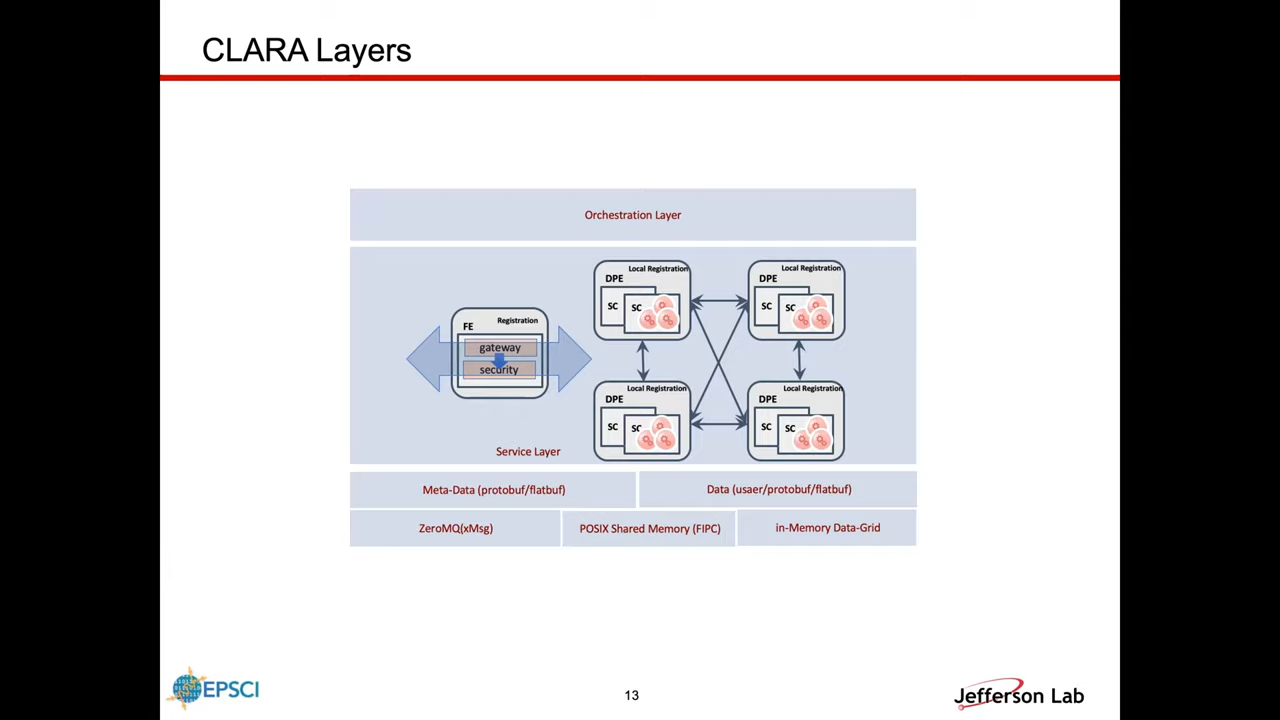 CLARA Layers
Orchestration Layer
Registration
FE
gateway
security
Local Registration
DPE
SC
SC
Local Registration
DPE
SC
SC
Local Registration
DPE
SC
SC
Local Registration
DPE
SC
SC
Service Layer
Meta-Data (protobuf/flatbuf)
Data (usaer/protobuf/flatbuf)
ZeroMQ(xMsg)
POSIX Shared Memory (FIPC)
in-Memory Data-Grid
EPSCI
13
Jefferson Lab